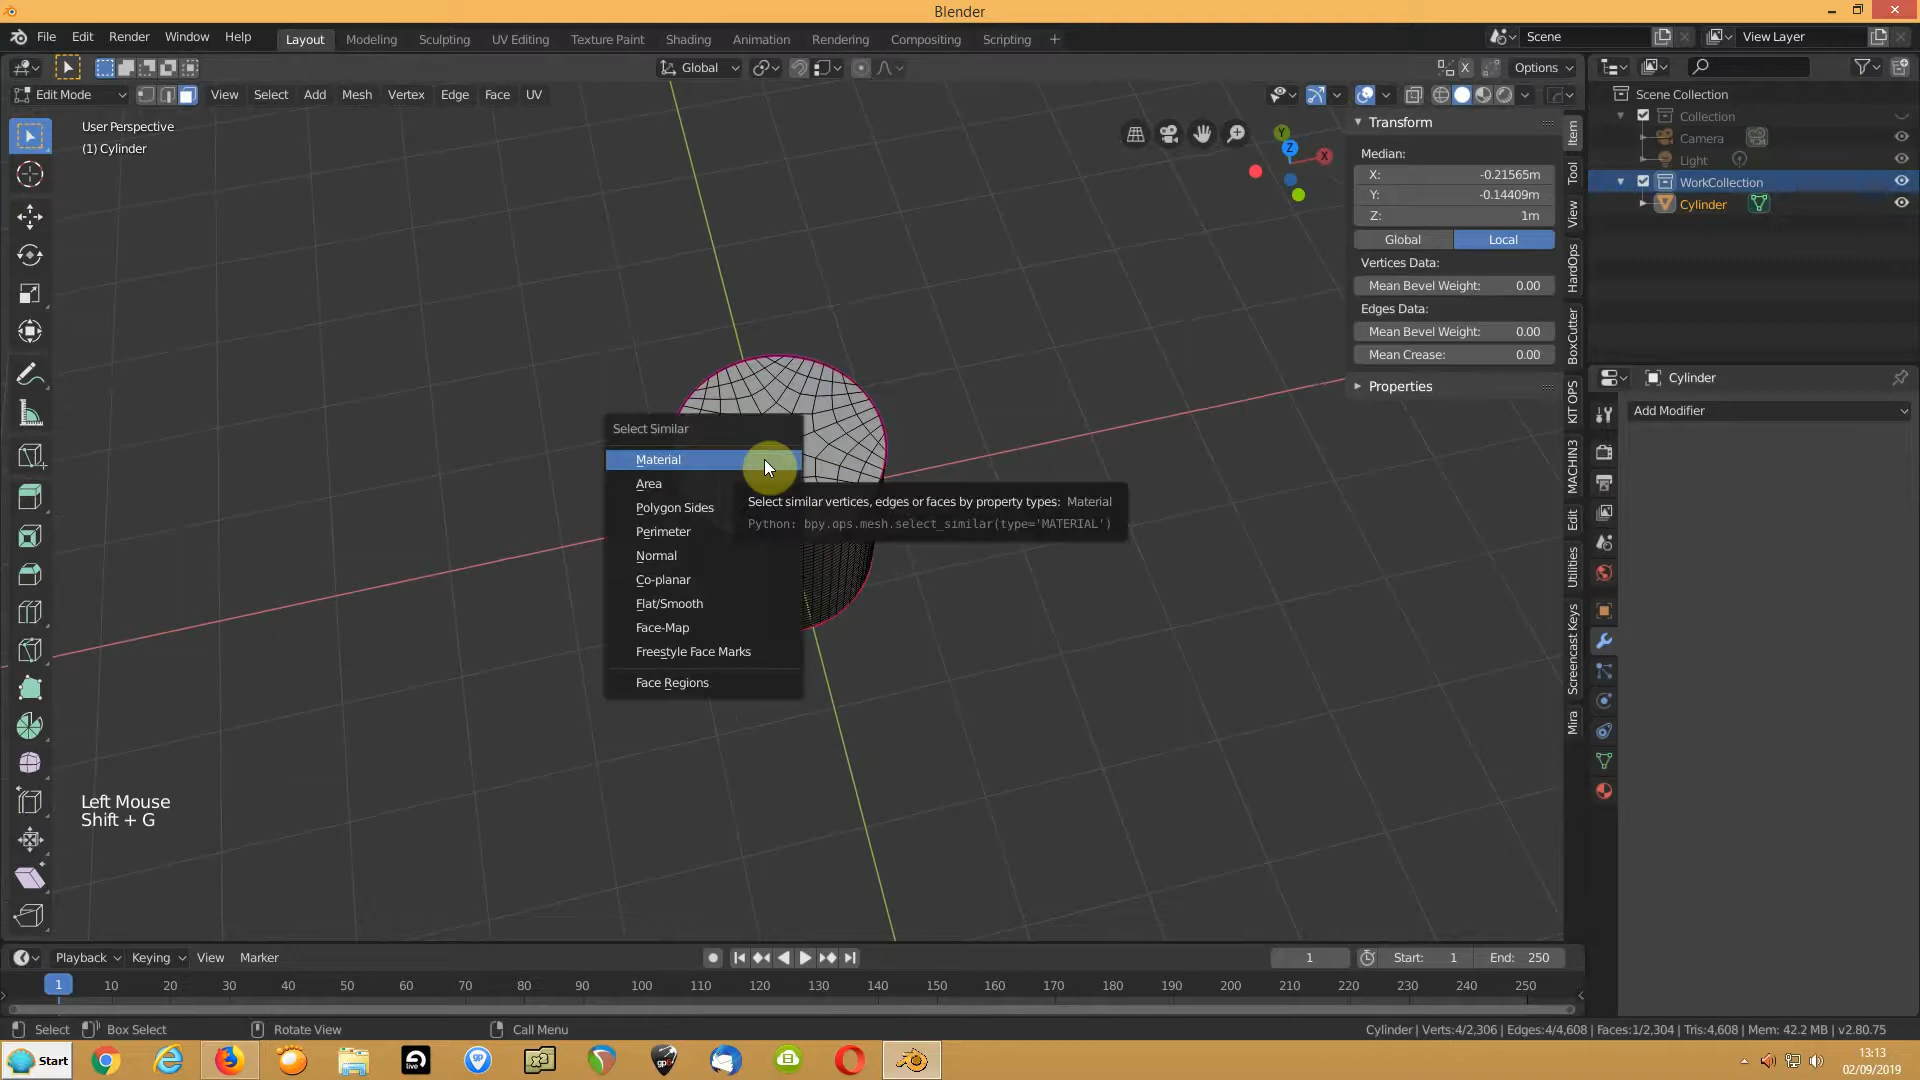 Blender
File Edit Render Window Help
Layout Modeling Sculpting UV Editing Texture Paint Shading Animation Rendering Compositing Scripting +
Scene
View Layer
Global
X
Options
Edit Mode
View Select Add Mesh Vertex Edge Face UV
User Perspective
(1) Cylinder
Scene Collection
Collection
Camera
Light
WorkCollection
Cylinder
Y
Z
X
Transform
Median:
X: -0.21565m
Y: -0.14409m
Z: 1m
Global Local
Vertices Data:
Mean Bevel Weight: 0.00
Edges Data:
Mean Bevel Weight: 0.00
Mean Crease: 0.00
Properties
Item
Tool
View
HardOps
BoxCutter
KIT OPS
MACHIN3
Edit
Utilities
Screencast Keys
Mira
Cylinder
Add Modifier
Select Similar
Material
Area
Polygon Sides
Perimeter
Normal
Co-planar
Flat/Smooth
Face-Map
Freestyle Face Marks
Face Regions
Select similar vertices, edges or faces by property types: Material
Python: bpy.ops.mesh.select_similar(type='MATERIAL')
Left Mouse
Shift + G
Playback Keying View Marker
1
Start: 1
End: 250
1 10 20 30 40 50 60 70 80 90 100 110 120 130 140 150 160 170 180 190 200 210 220 230 240 250
Select Box Select Rotate View Call Menu
Cylinder | Verts:4/2,306 | Edges:4/4,608 | Faces:1/2,304 | Tris:4,608 | Mem: 42.2 MB | v2.80.75
Start
live
gp
13:13
02/09/2019